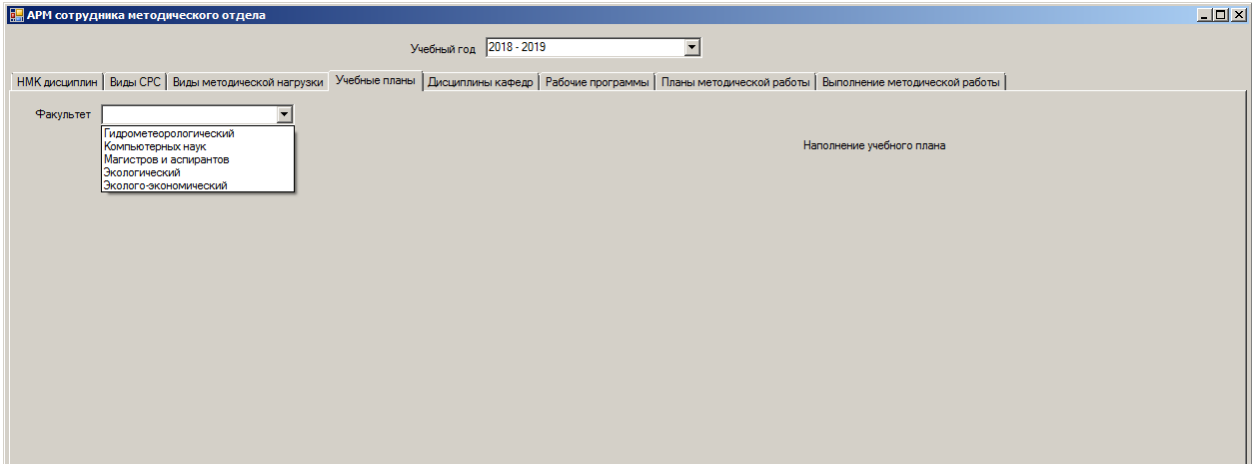 АРМ сотрудника методического отдела
Учебный год 2018 - 2019
НМК дисциплин Виды СРС Виды методической нагрузки Учебные планы Дисциплины кафедр Рабочие программы Планы методической работы Выполнение методической работы
Факультет
Гидрометеорологический
Компьютерных наук
Магистров и аспирантов
Экологический
Эколого-экономический
Наполнение учебного плана